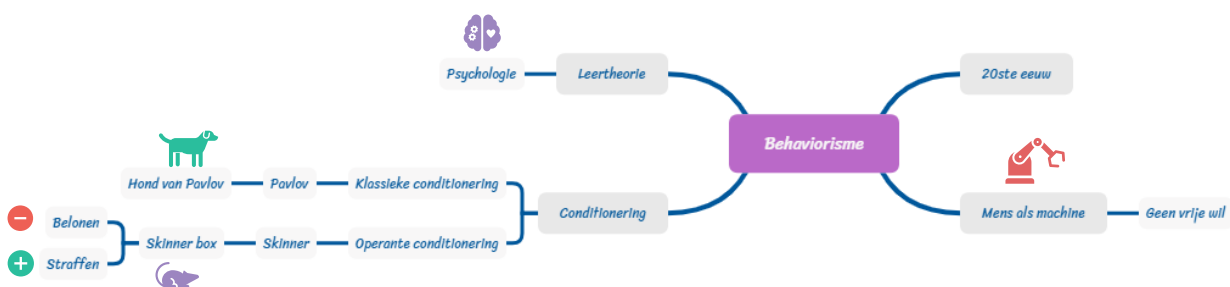 Psychologie
Leertheorie
20ste eeuw
Behaviorisme
Hond van Pavlov
Pavlov
Klassieke conditionering
Conditionering
Mens als machine
Geen vrije wil
Belonen
Skinner box
Skinner
Operante conditionering
Straffen